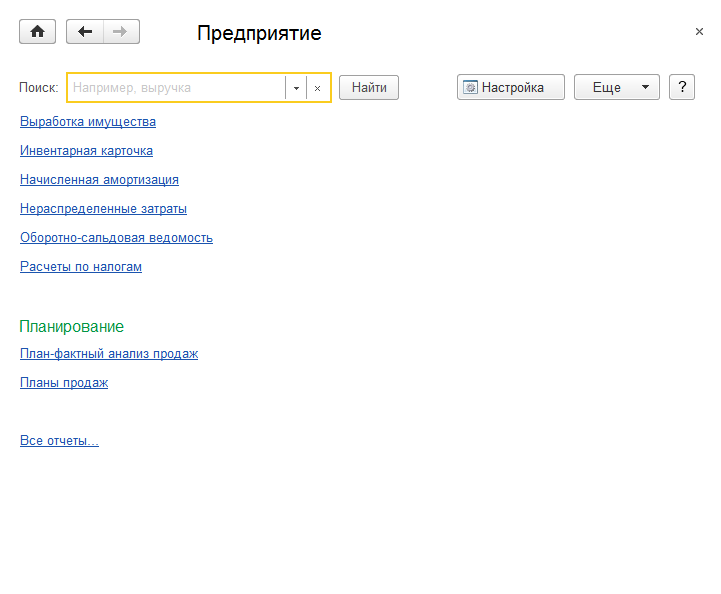 Предприятие
Поиск: Например, выручка Найти Настройка Еще ?
Выработка имущества
Инвентарная карточка
Начисленная амортизация
Нераспределенные затраты
Оборотно-сальдовая ведомость
Расчеты по налогам
Планирование
План-фактный анализ продаж
Планы продаж
Все отчеты...